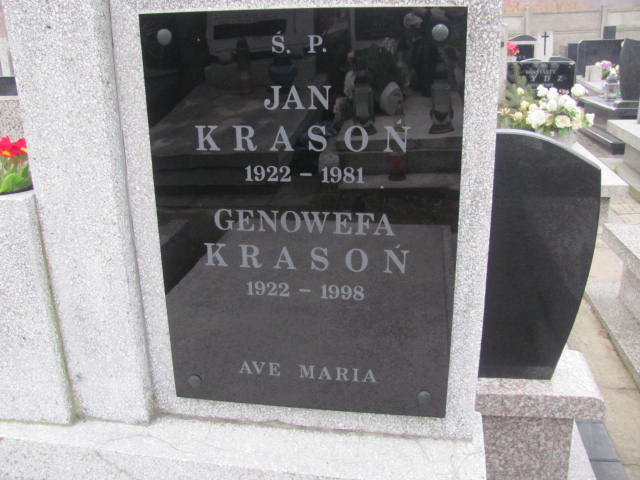 Ś. P.
JAN
KRASOŃ
1922 – 1981
GENOWEFA
KRASOŃ
1922 – 1998
AVE MARIA